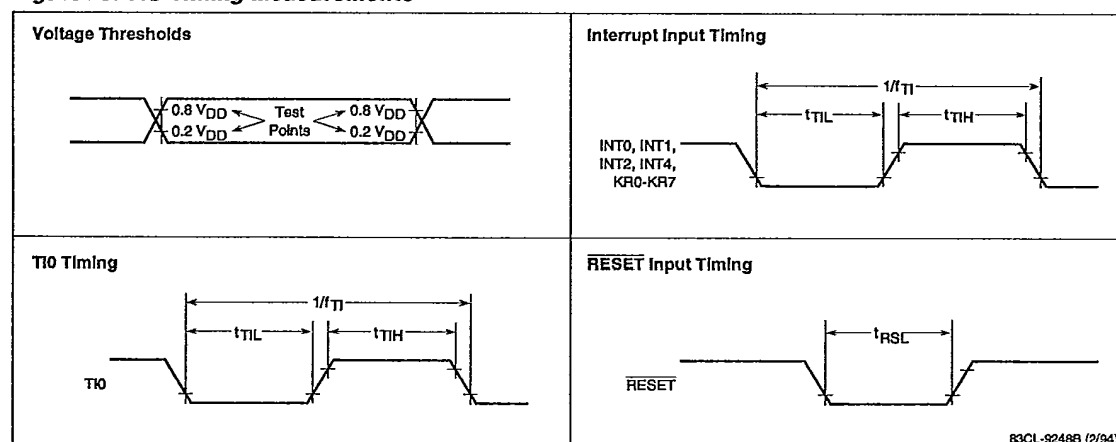 Voltage Thresholds
0.8 VDD Test 0.8 VDD
0.2 VDD Points 0.2 VDD
Interrupt Input Timing
1/fTI
tTIL tTIH
INT0, INT1,
INT2, INT4,
KR0-KR7
TI0 Timing
1/fTI
tTIL tTIH
TI0
RESET Input Timing
tRSL
RESET
83CL-9248B (2/94)